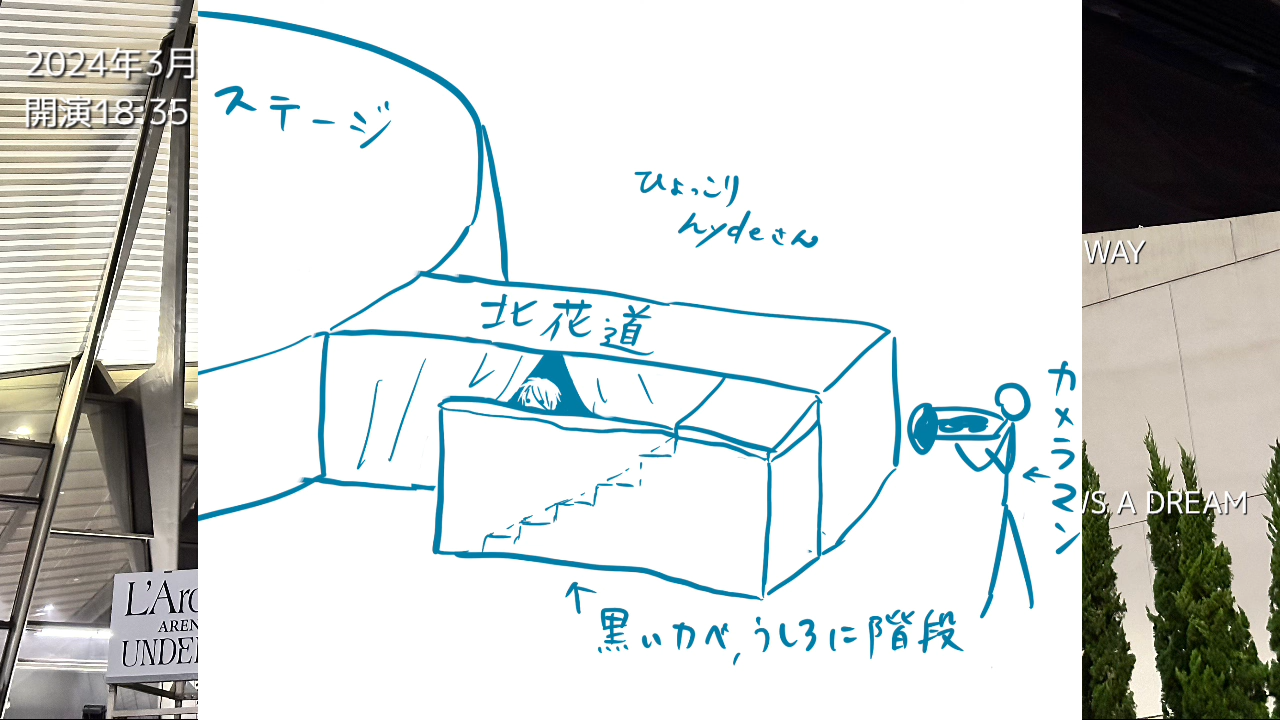 2024年3月
開演18:35
ステージ
ひょっこり
hydeさん
北花道
カメラマン
黒いカベ,うしろに階段
WAY
WS A DREAM
L'Arc
AREN
UNDE